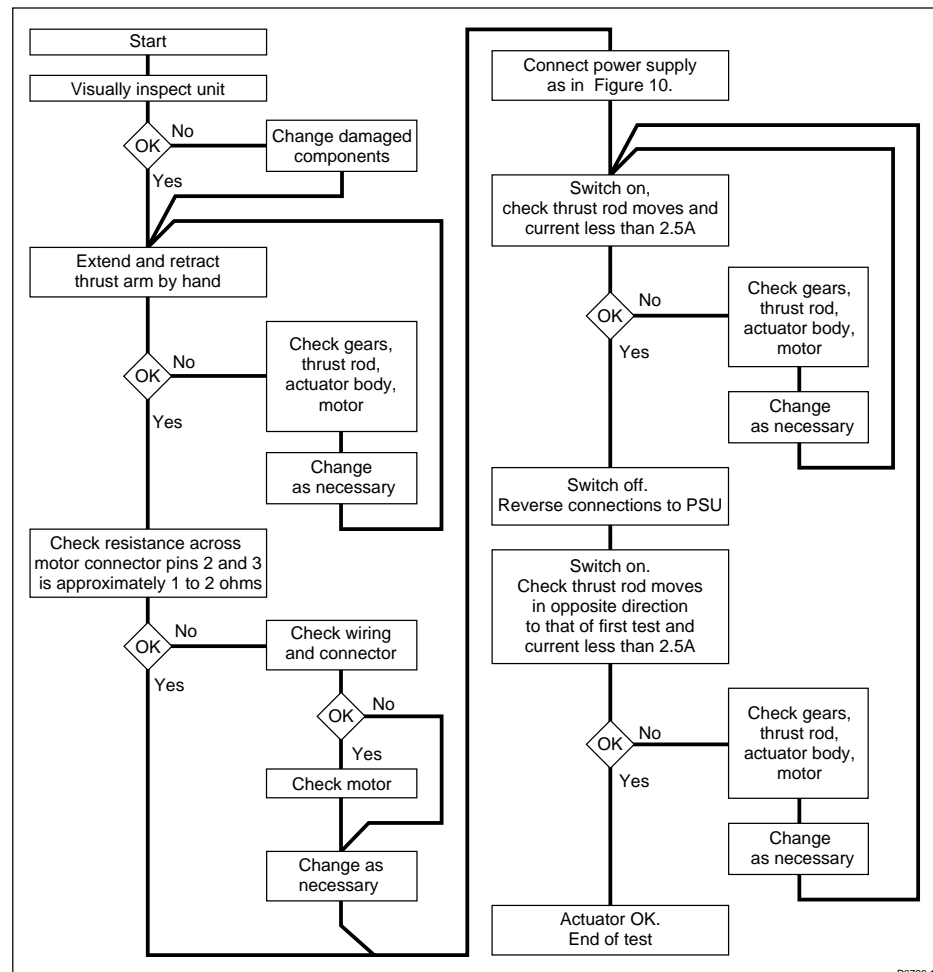 Start
Visually inspect unit
OK
No
Yes
Change damaged
components
Extend and retract
thrust arm by hand
OK
No
Yes
Check gears,
thrust rod,
actuator body,
motor
Change
as necessary
Check resistance across
motor connector pins 2 and 3
is approximately 1 to 2 ohms
OK
No
Yes
Check wiring
and connector
OK
No
Yes
Check motor
Change as
necessary
Connect power supply
as in Figure 10.
Switch on,
check thrust rod moves and
current less than 2.5A
OK
No
Yes
Check gears,
thrust rod,
actuator body,
motor
Change
as necessary
Switch off.
Reverse connections to PSU
Switch on.
Check thrust rod moves
in opposite direction
to that of first test and
current less than 2.5A
OK
No
Yes
Check gears,
thrust rod,
actuator body,
motor
Change
as necessary
Actuator OK.
End of test